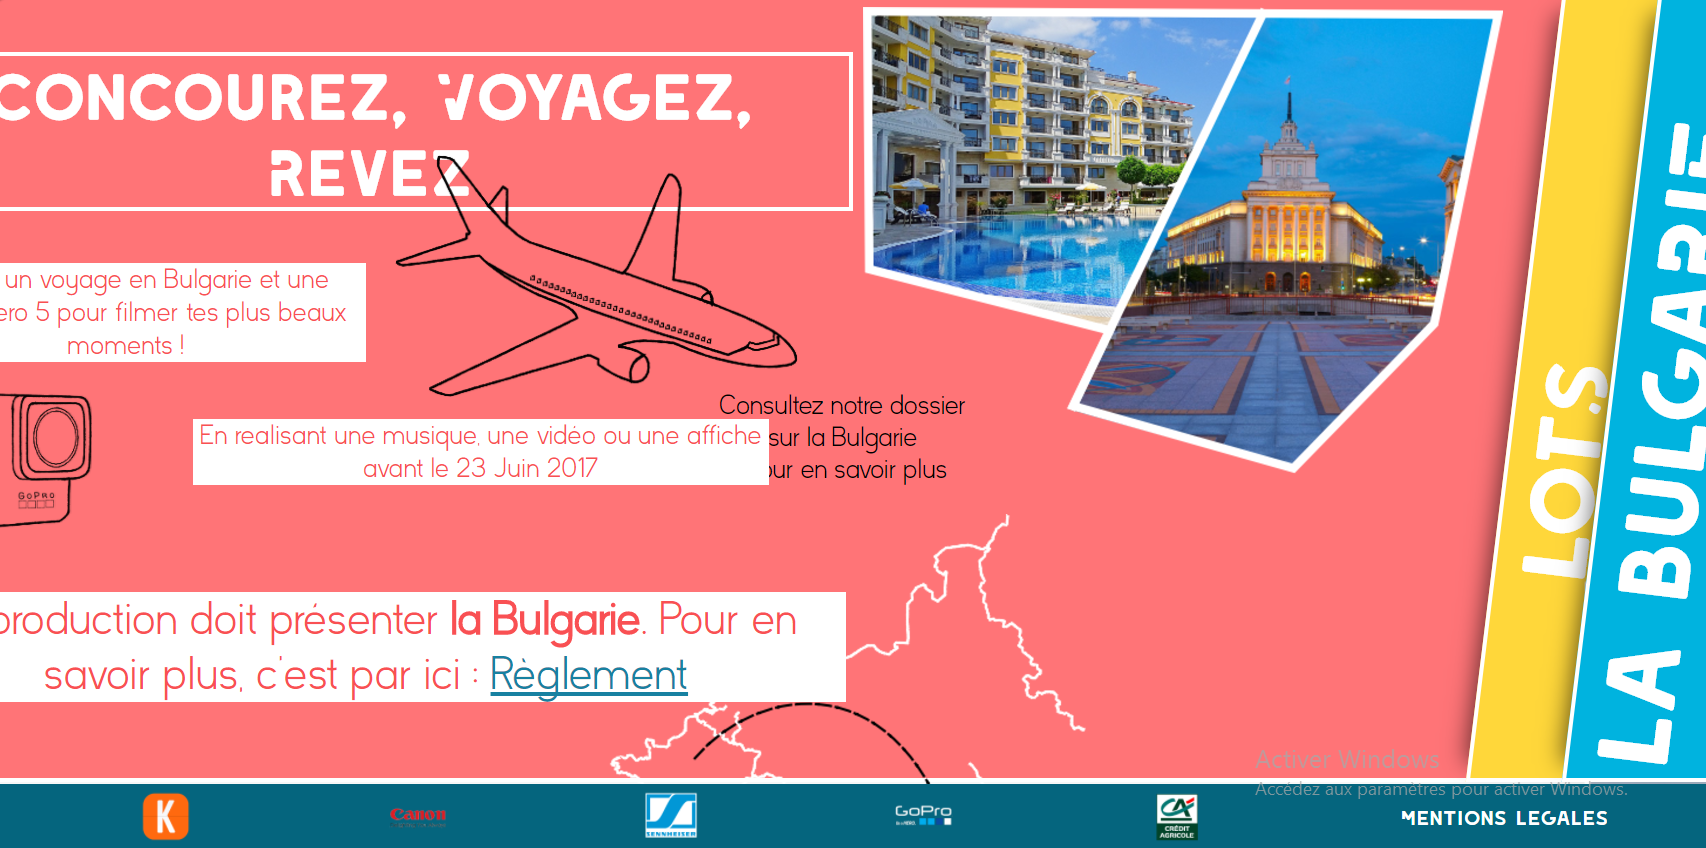 CONCOUREZ, VOYAGEZ,
REVEZ
un voyage en Bulgarie et une
ero 5 pour filmer tes plus beaux
moments !
GoPro
Consultez notre dossier
sur la Bulgarie
our en savoir plus
En realisant une musique, une vidéo ou une affiche
avant le 23 Juin 2017
production doit présenter la Bulgarie. Pour en
savoir plus, c'est par ici : Règlement
LOTS
LA BULGARIE
Activer Windows
Accédez aux paramètres pour activer Windows.
K
Canon
SENNHEISER
GoPro
CA
CRÉDIT
AGRICOLE
MENTIONS LEGALES